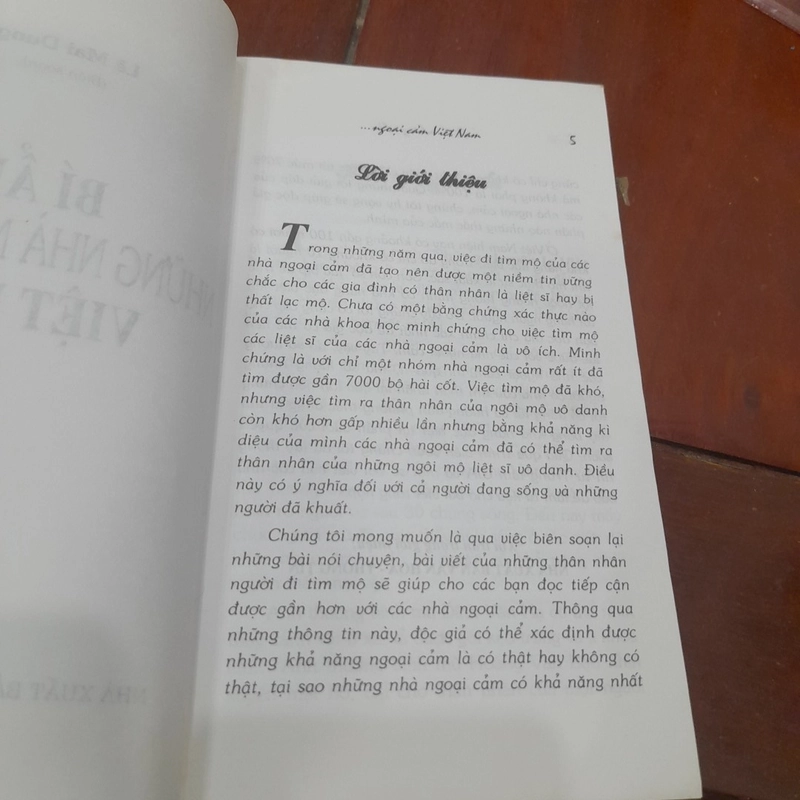 ...ngoại cảm Việt Nam
5
Lời giới thiệu
Trong những năm qua, việc đi tìm mộ của các
nhà ngoại cảm đã tạo nên được một niềm tin vững
chắc cho các gia đình có thân nhân là liệt sĩ hay bị
thất lạc mộ. Chưa có một bằng chứng xác thực nào
của các nhà khoa học minh chứng cho việc tìm mộ
các liệt sĩ của các nhà ngoại cảm là vô ích. Minh
chứng là với chỉ một nhóm nhà ngoại cảm rất ít đã
tìm được gần 7000 bộ hài cốt. Việc tìm mộ đã khó,
nhưng việc tìm ra thân nhân của ngôi mộ vô danh
còn khó hơn gấp nhiều lần nhưng bằng khả năng kì
diệu của mình các nhà ngoại cảm đã có thể tìm ra
thân nhân của những ngôi mộ liệt sĩ vô danh. Điều
này có ý nghĩa đối với cả người đang sống và những
người đã khuất.
Chúng tôi mong muốn là qua việc biên soạn lại
những bài nói chuyện, bài viết của những thân nhân
người đi tìm mộ sẽ giúp cho các bạn đọc tiếp cận
được gần hơn với các nhà ngoại cảm. Thông qua
những thông tin này, độc giả có thể xác định được
những khả năng ngoại cảm là có thật hay không có
thật, tại sao những nhà ngoại cảm có khả năng nhất